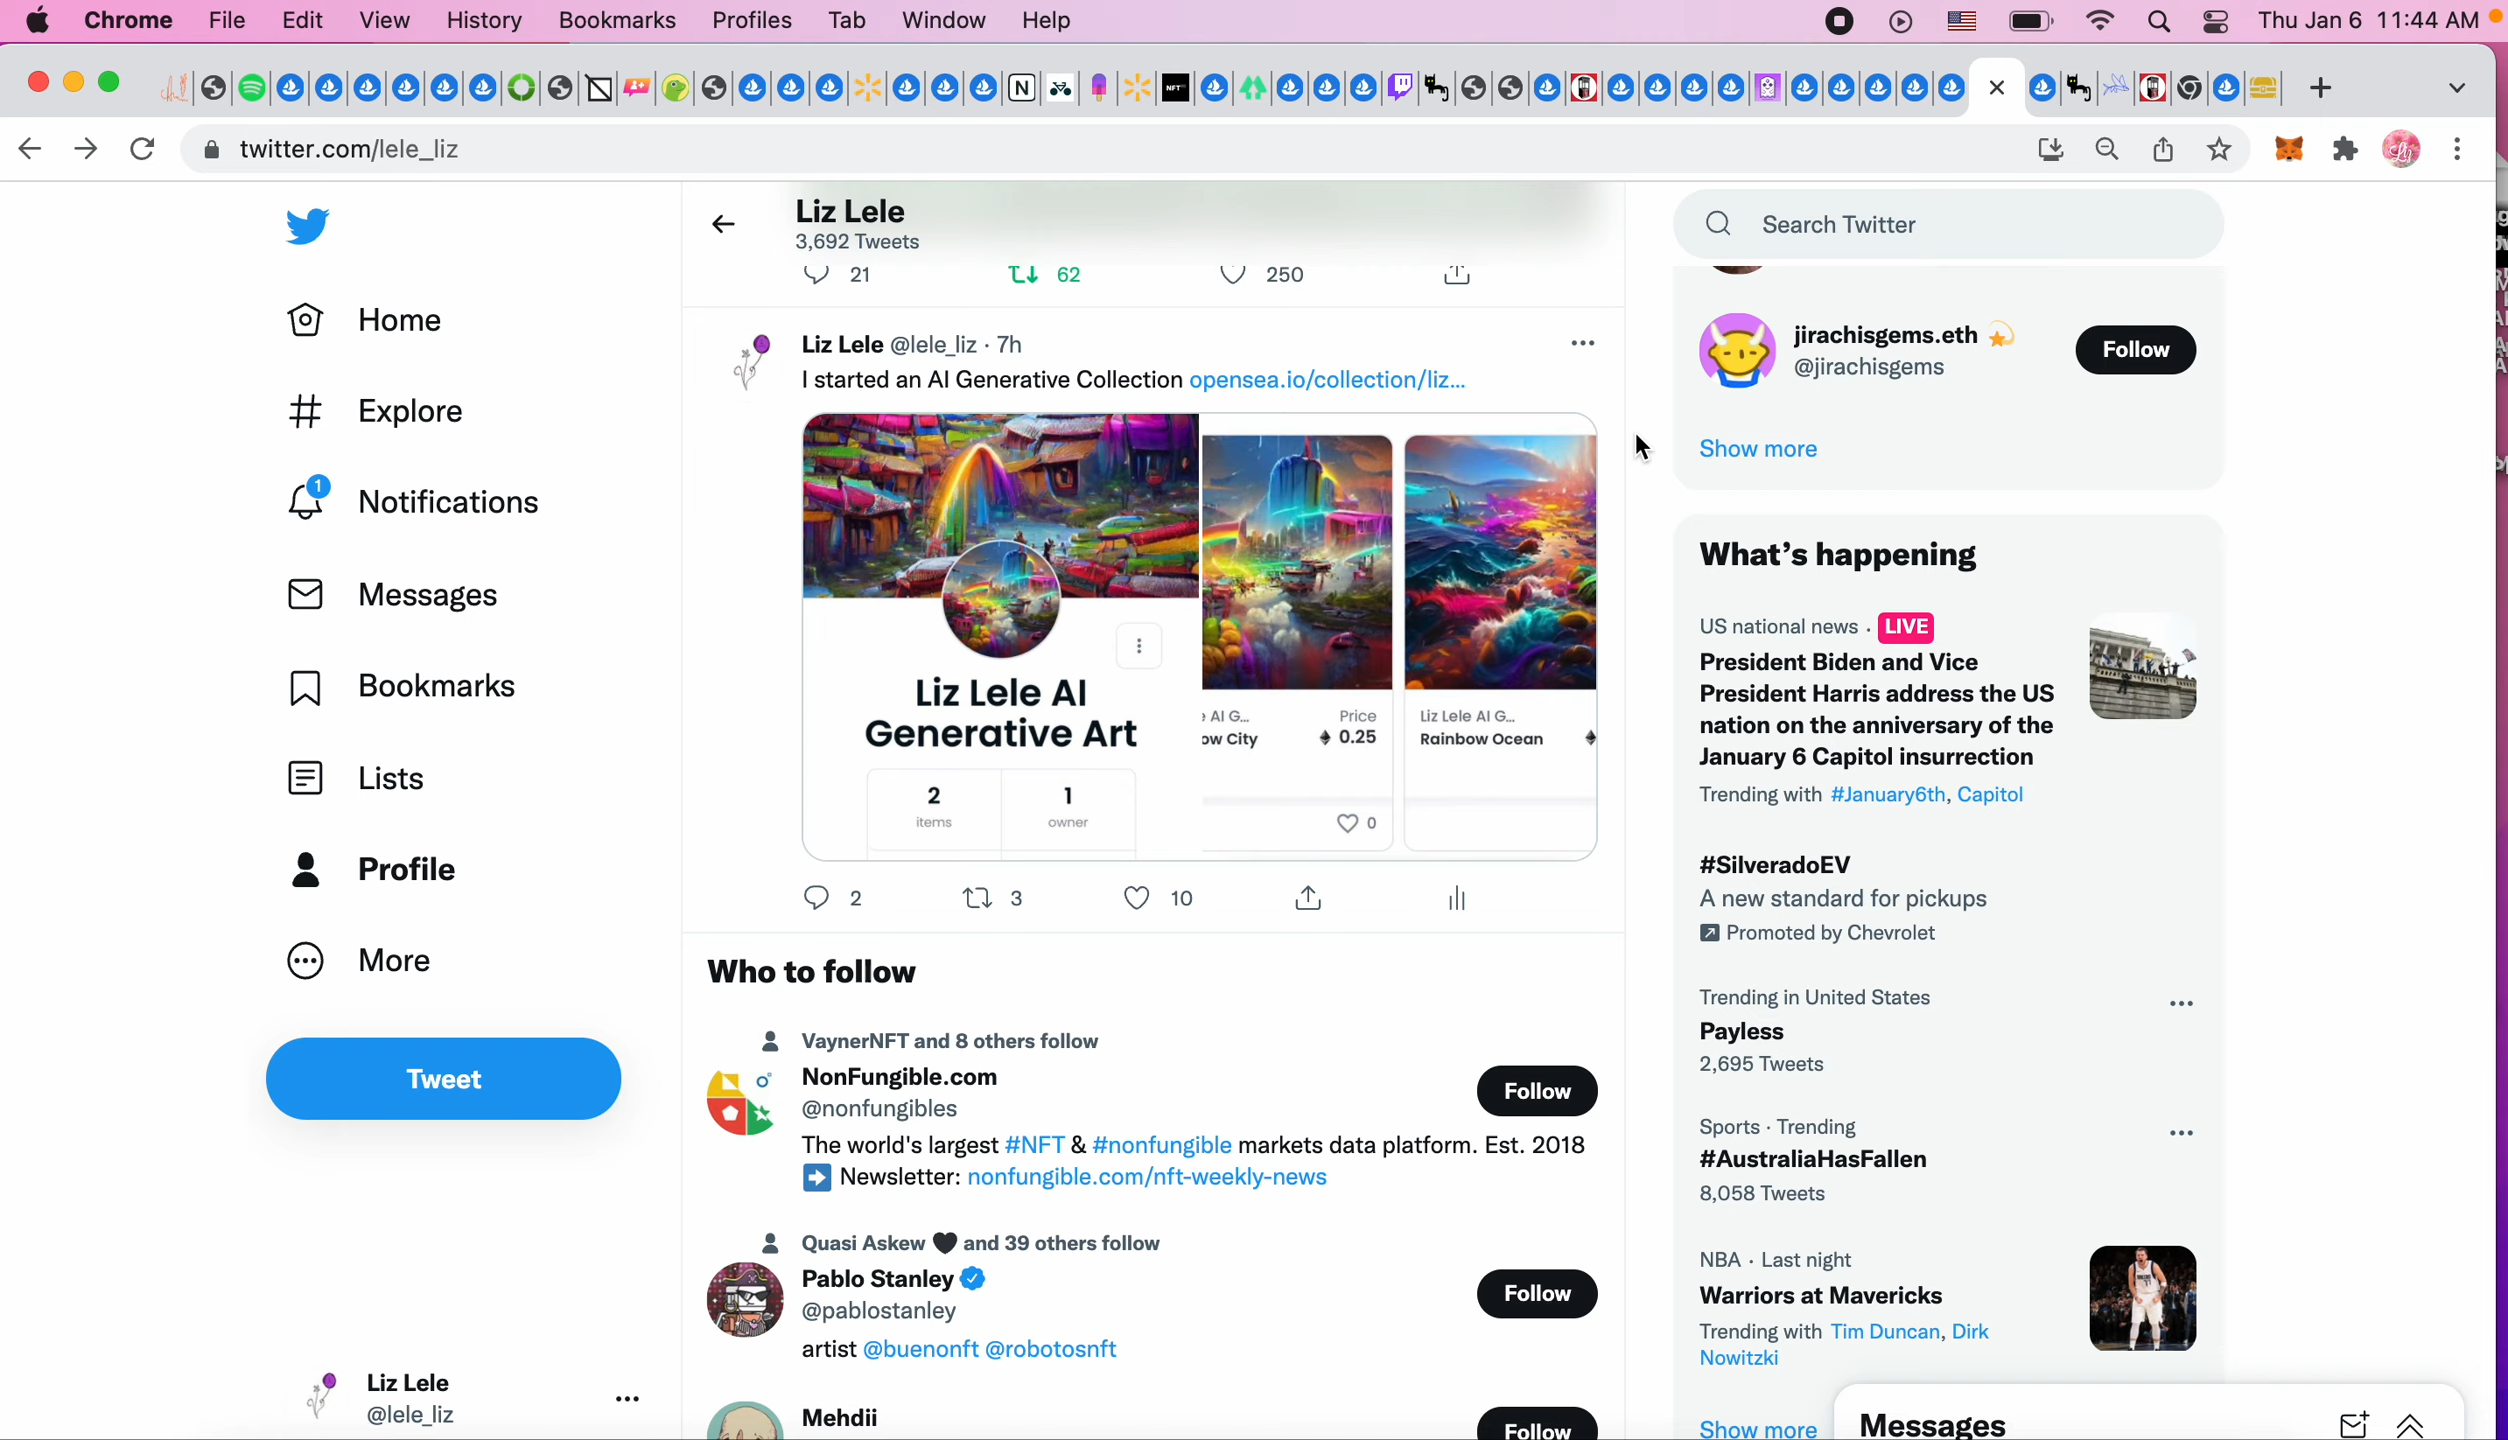 Chrome File Edit View History Bookmarks Profiles Tab Window Help Thu Jan 6 11:44 AM
twitter.com/lele_liz
Liz Lele
3,692 Tweets
21 62 250
Search Twitter
Home
Explore
1
Notifications
Messages
Bookmarks
Lists
Profile
More
Tweet
Liz Lele
@lele_liz
Liz Lele @lele_liz · 7h
I started an AI Generative Collection opensea.io/collection/liz...
Liz Lele AI
Generative Art
2 1
items owner
AI G... Price
ow City 0.25
0
Liz Lele AI G...
Rainbow Ocean
2 3 10
Who to follow
VaynerNFT and 8 others follow
NonFungible.com
@nonfungibles
Follow
The world's largest #NFT & #nonfungible markets data platform. Est. 2018
Newsletter: nonfungible.com/nft-weekly-news
Quasi Askew 🖤 and 39 others follow
Pablo Stanley
@pablostanley
Follow
artist @buenonft @robotosnft
Mehdii
Follow
jirachisgems.eth
@jirachisgems
Follow
Show more
What's happening
US national news · LIVE
President Biden and Vice
President Harris address the US
nation on the anniversary of the
January 6 Capitol insurrection
Trending with #January6th, Capitol
#SilveradoEV
A new standard for pickups
Promoted by Chevrolet
Trending in United States
Payless
2,695 Tweets
Sports · Trending
#AustraliaHasFallen
8,058 Tweets
NBA · Last night
Warriors at Mavericks
Trending with Tim Duncan, Dirk
Nowitzki
Show more
Messages